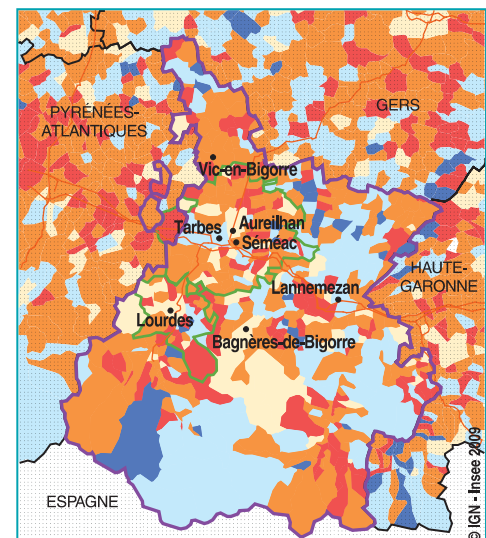 PYRÉNÉES-
ATLANTIQUES
GERS
Vic-en-Bigorre
Tarbes
Aureilhan
Séméac
HAUTE-
GARONNE
Lannemezan
Lourdes
Bagnères-de-Bigorre
ESPAGNE
© IGN - Insee 2009